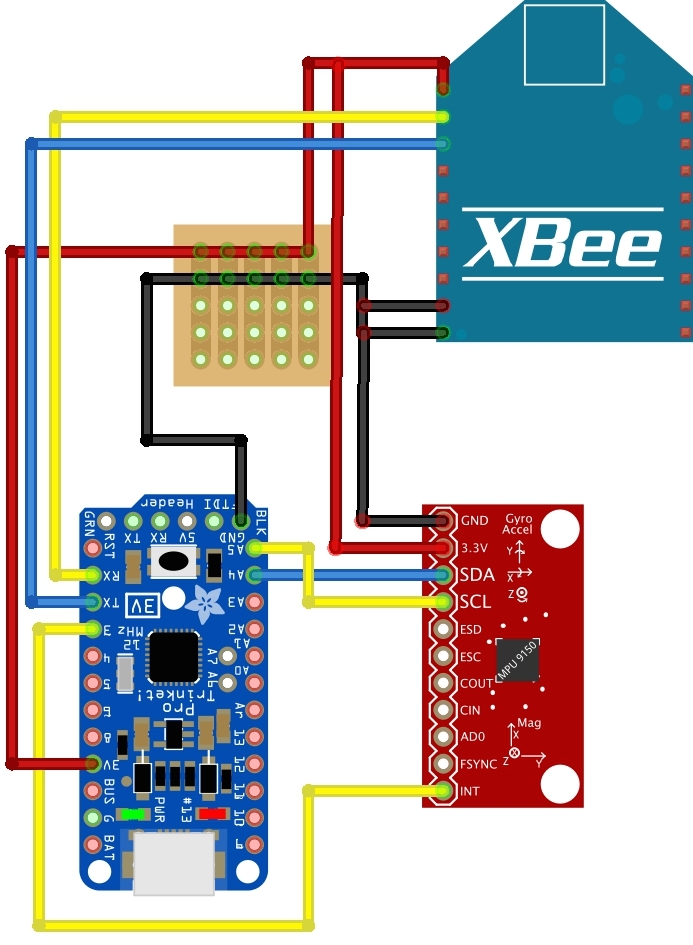 XBee
FTDI Header
GRN
BLK
RST
TX
RX
5V
GND
RX
TX
3
4
5
6
8
3V
BUS
G
BAT
3V
12 MHz
A5
A4
A3
A2
A1
A0
A7
A6
Ar
13
12
11
10
9
Pro
Trinket!
PWR
#13
GND
3.3V
SDA
SCL
ESD
ESC
COUT
CIN
AD0
FSYNC
INT
Gyro
Accel
Y
X
Z
MPU 9150
Mag
X
Z
Y